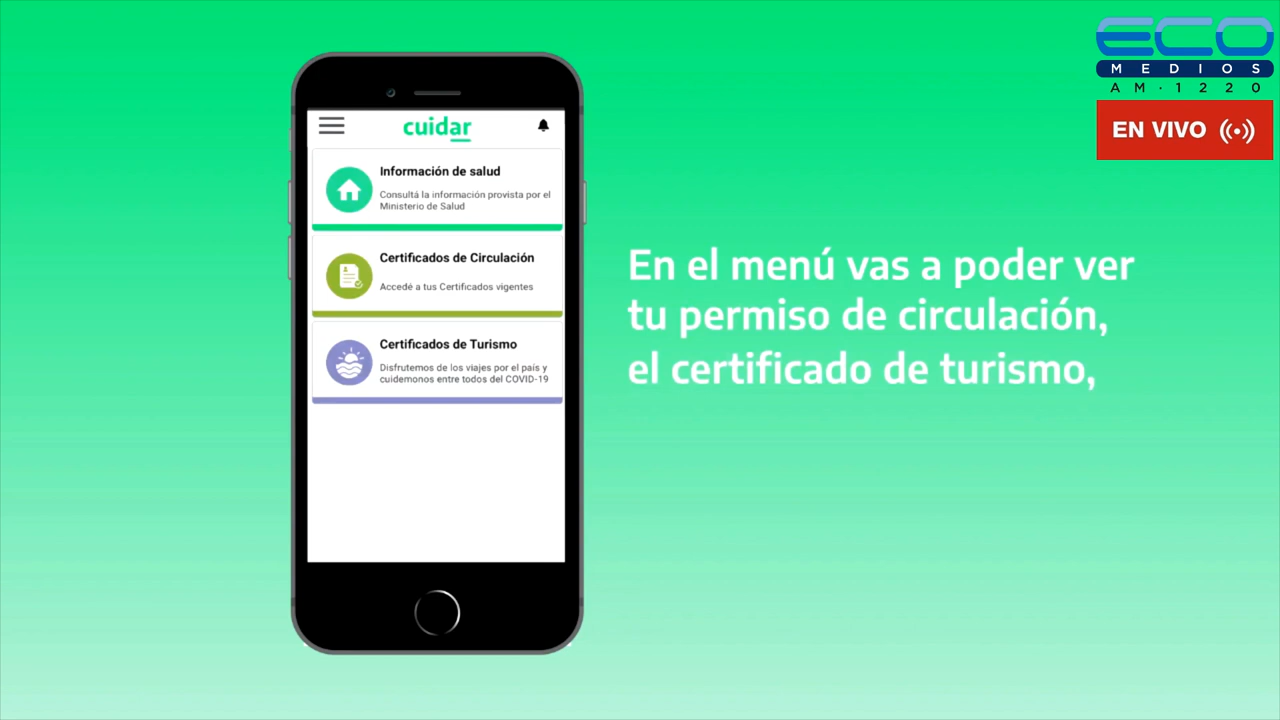 ECO
MEDIOS
AM·1220
EN VIVO
cuidar
Información de salud
Consultá la información provista por el
Ministerio de Salud
Certificados de Circulación
Accedé a tus Certificados vigentes
Certificados de Turismo
Disfrutemos de los viajes por el país y
cuidemonos entre todos del COVID-19
En el menú vas a poder ver
tu permiso de circulación,
el certificado de turismo,